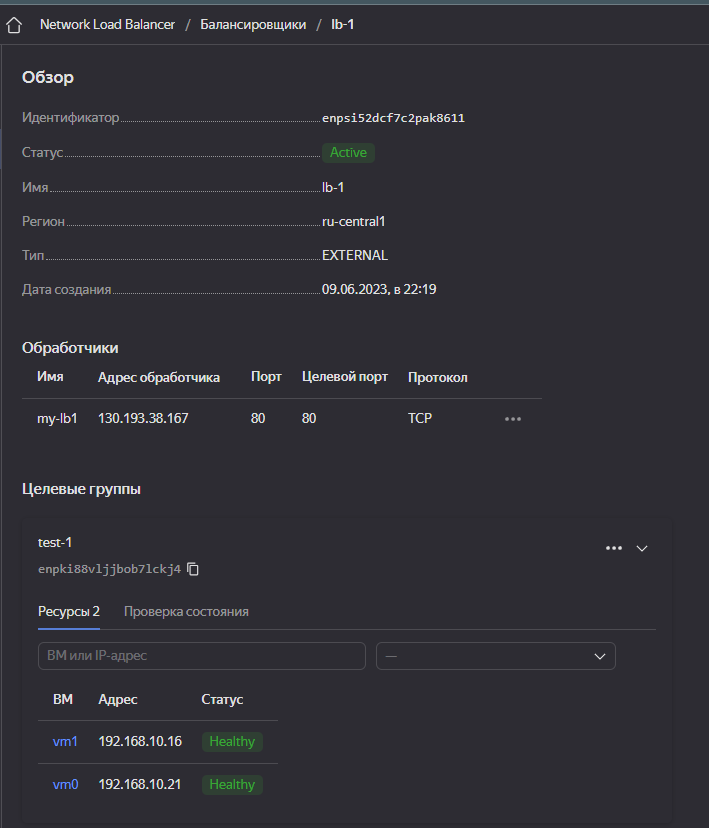 Network Load Balancer / Балансировщики / lb-1
Обзор
Идентификатор enpsi52dcf7c2pak8611
Статус Active
Имя lb-1
Регион ru-central1
Тип EXTERNAL
Дата создания 09.06.2023, в 22:19
Обработчики
Имя Адрес обработчика Порт Целевой порт Протокол
my-lb1 130.193.38.167 80 80 TCP
Целевые группы
test-1
enpki88vljjbob7lckj4
Ресурсы 2 Проверка состояния
ВМ или IP-адрес —
ВМ Адрес Статус
vm1 192.168.10.16 Healthy
vm0 192.168.10.21 Healthy